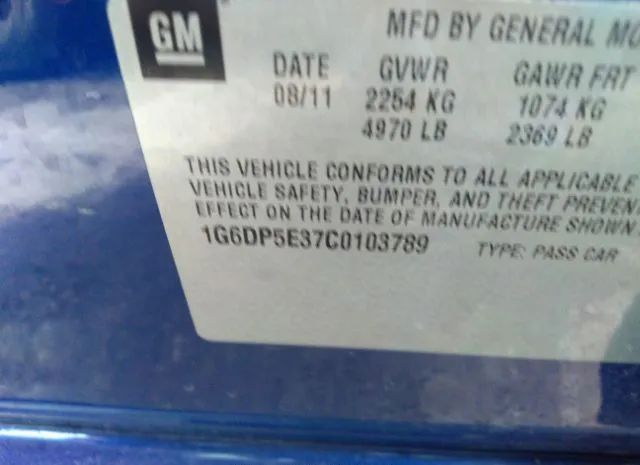 GM
MFD BY GENERAL MO
DATE GVWR GAWR FRT
08/11 2254 KG 1074 KG
4970 LB 2369 LB
THIS VEHICLE CONFORMS TO ALL APPLICABLE
VEHICLE SAFETY, BUMPER, AND THEFT PREVEN
EFFECT ON THE DATE OF MANUFACTURE SHOWN
1G6DP5E37C0103789 TYPE: PASS CAR